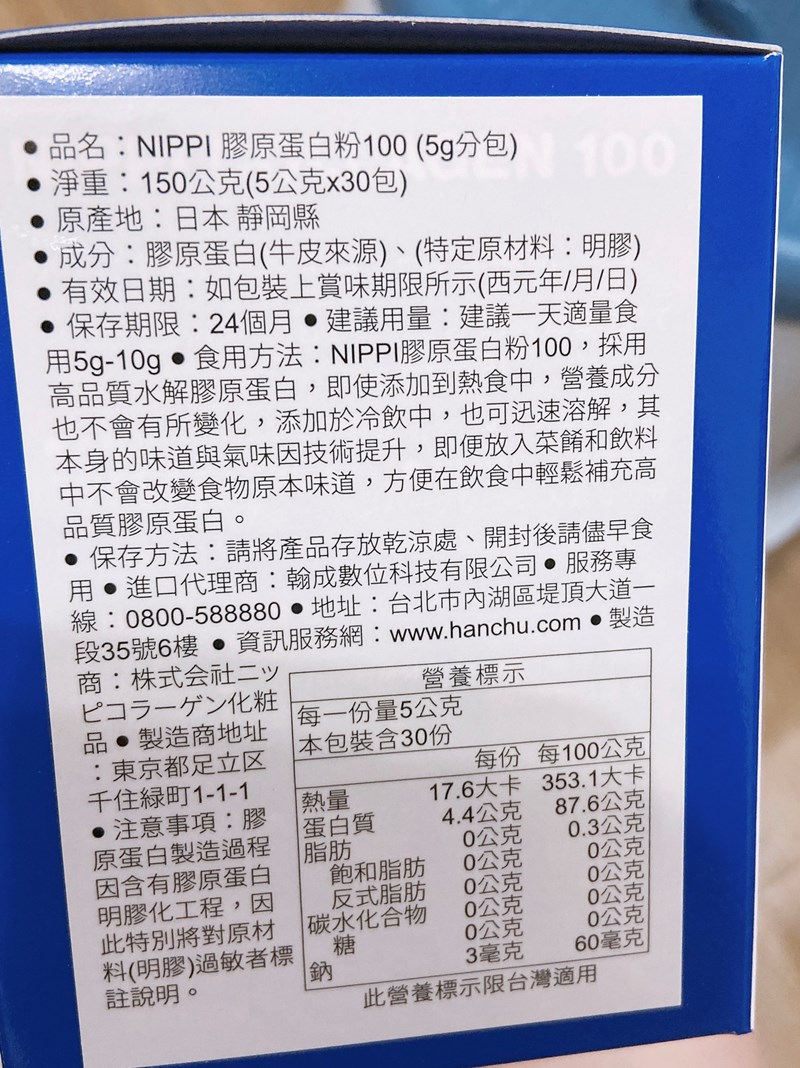 ●品名：NIPPI 膠原蛋白粉100 (5g分包)
●淨重：150公克(5公克x30包)
●原產地：日本 靜岡縣
●成分：膠原蛋白(牛皮來源)、(特定原材料：明膠)
●有效日期：如包裝上賞味期限所示(西元年/月/日)
●保存期限：24個月●建議用量：建議一天適量食
用5g-10g●食用方法：NIPPI膠原蛋白粉100，採用
高品質水解膠原蛋白，即使添加到熱食中，營養成分
也不會有所變化，添加於冷飲中，也可迅速溶解，其
本身的味道與氣味因技術提升，即便放入菜餚和飲料
中不會改變食物原本味道，方便在飲食中輕鬆補充高
品質膠原蛋白。
●保存方法：請將產品存放乾涼處、開封後請儘早食
用●進口代理商：翰成數位科技有限公司●服務專
線：0800-588880●地址：台北市內湖區堤頂大道一
段35號6樓●資訊服務網：www.hanchu.com●製造
商：株式会社ニッ
ピコラーゲン化粧
品●製造商地址
：東京都足立区
千住緑町1-1-1
●注意事項：膠
原蛋白製造過程
因含有膠原蛋白
明膠化工程，因
此特別將對原材
料(明膠)過敏者標
註說明。
營養標示
每一份量5公克
本包裝含30份
每份 每100公克
熱量 17.6大卡 353.1大卡
蛋白質 4.4公克 87.6公克
脂肪 0公克 0.3公克
飽和脂肪 0公克 0公克
反式脂肪 0公克 0公克
碳水化合物 0公克 0公克
糖 0公克 0公克
鈉 3毫克 60毫克
此營養標示限台灣適用